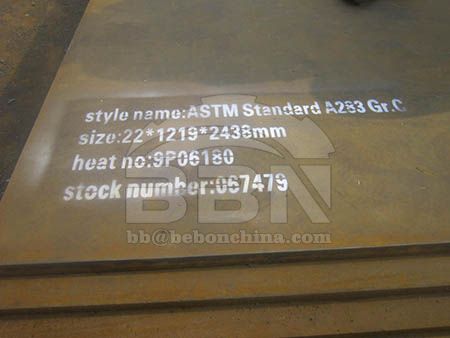 style name:ASTM Standard A283 Gr.C
size:22*1219*2438mm
heat no:9P06180
stock number:067479
BBN
bb@bebonchina.com